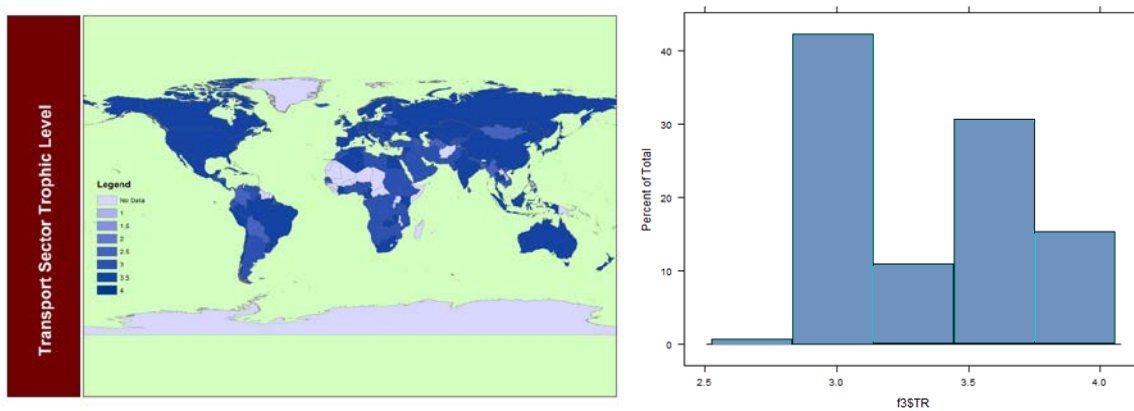 Transport Sector Trophic Level
Legend
No Data
1
1.5
2
2.5
3
3.5
4
Percent of Total
40
30
20
10
0
2.5 3.0 3.5 4.0
f3$TR